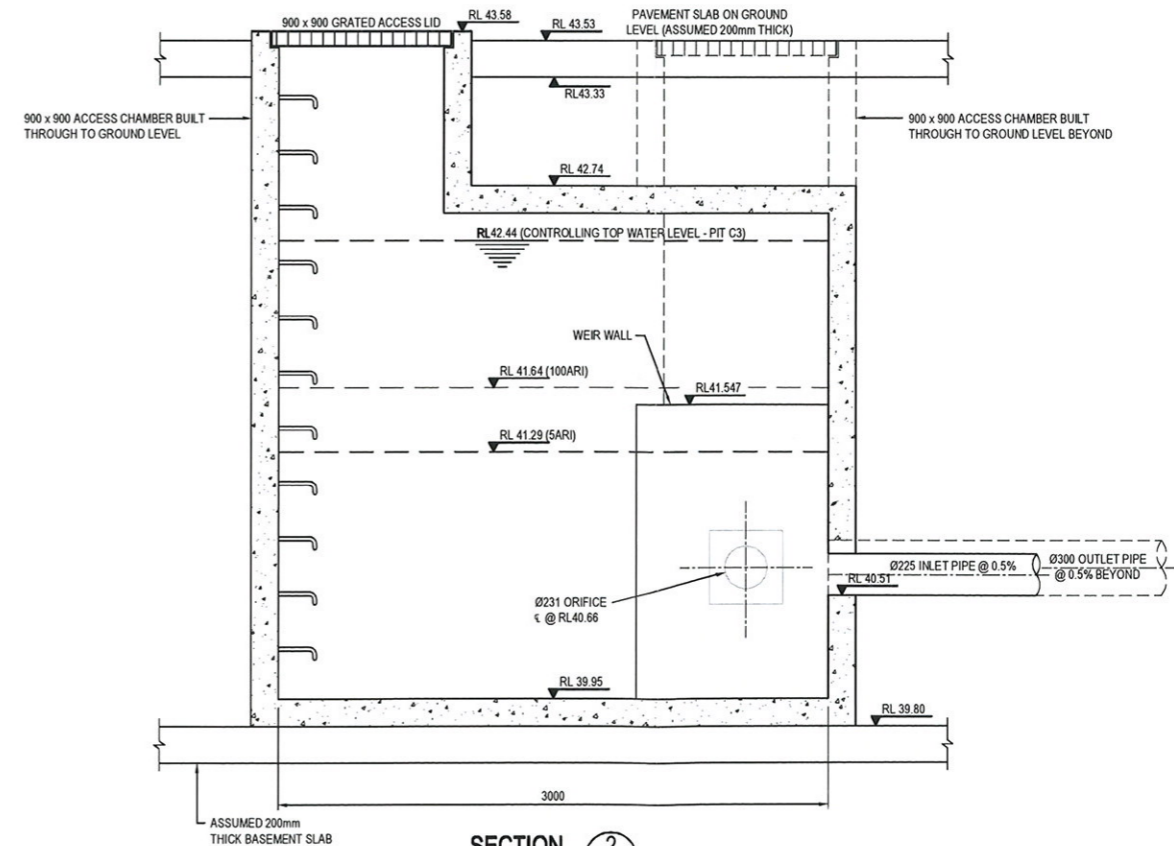 900 x 900 GRATED ACCESS LID
RL 43.58
RL 43.53
PAVEMENT SLAB ON GROUND
LEVEL (ASSUMED 200mm THICK)
RL43.33
900 x 900 ACCESS CHAMBER BUILT
THROUGH TO GROUND LEVEL
900 x 900 ACCESS CHAMBER BUILT
THROUGH TO GROUND LEVEL BEYOND
RL 42.74
RL42.44 (CONTROLLING TOP WATER LEVEL - PIT C3)
WEIR WALL
RL 41.64 (100ARI)
RL41.547
RL 41.29 (5ARI)
Ø225 INLET PIPE @ 0.5%
Ø300 OUTLET PIPE
@ 0.5% BEYOND
RL 40.51
Ø231 ORIFICE
℄ @ RL40.66
RL 39.95
RL 39.80
3000
ASSUMED 200mm
THICK BASEMENT SLAB
SECTION 2